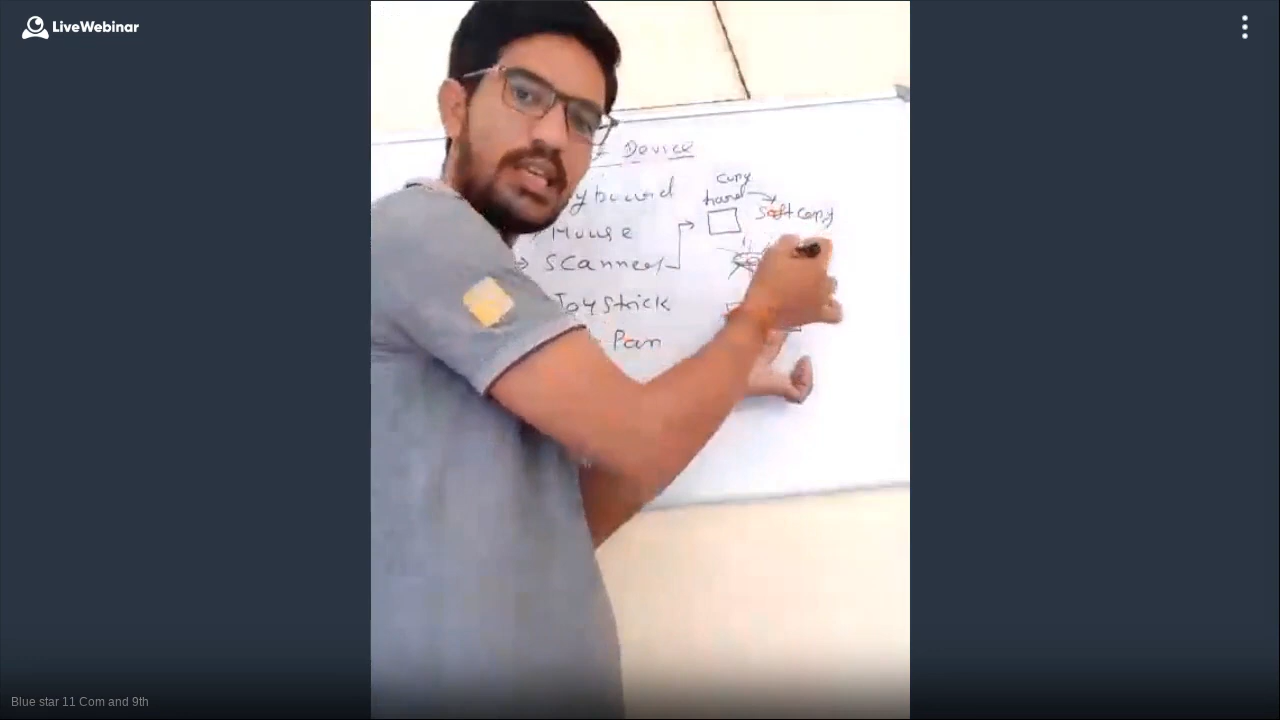 LiveWebinar
Device
copy
hard
Soft copy
yboard
Mouse
Scanner
Joystick
Pan
Blue star 11 Com and 9th